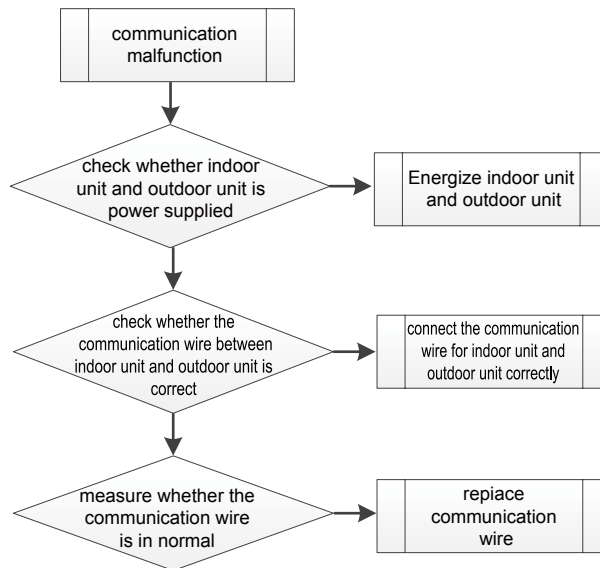 communication
malfunction
check whether indoor
unit and outdoor unit is
power supplied
Energize indoor unit
and outdoor unit
check whether the
communication wire between
indoor unit and outdoor unit is
correct
connect the communication
wire for indoor unit and
outdoor unit correctly
measure whether the
communication wire
is in normal
repiace
communication
wire